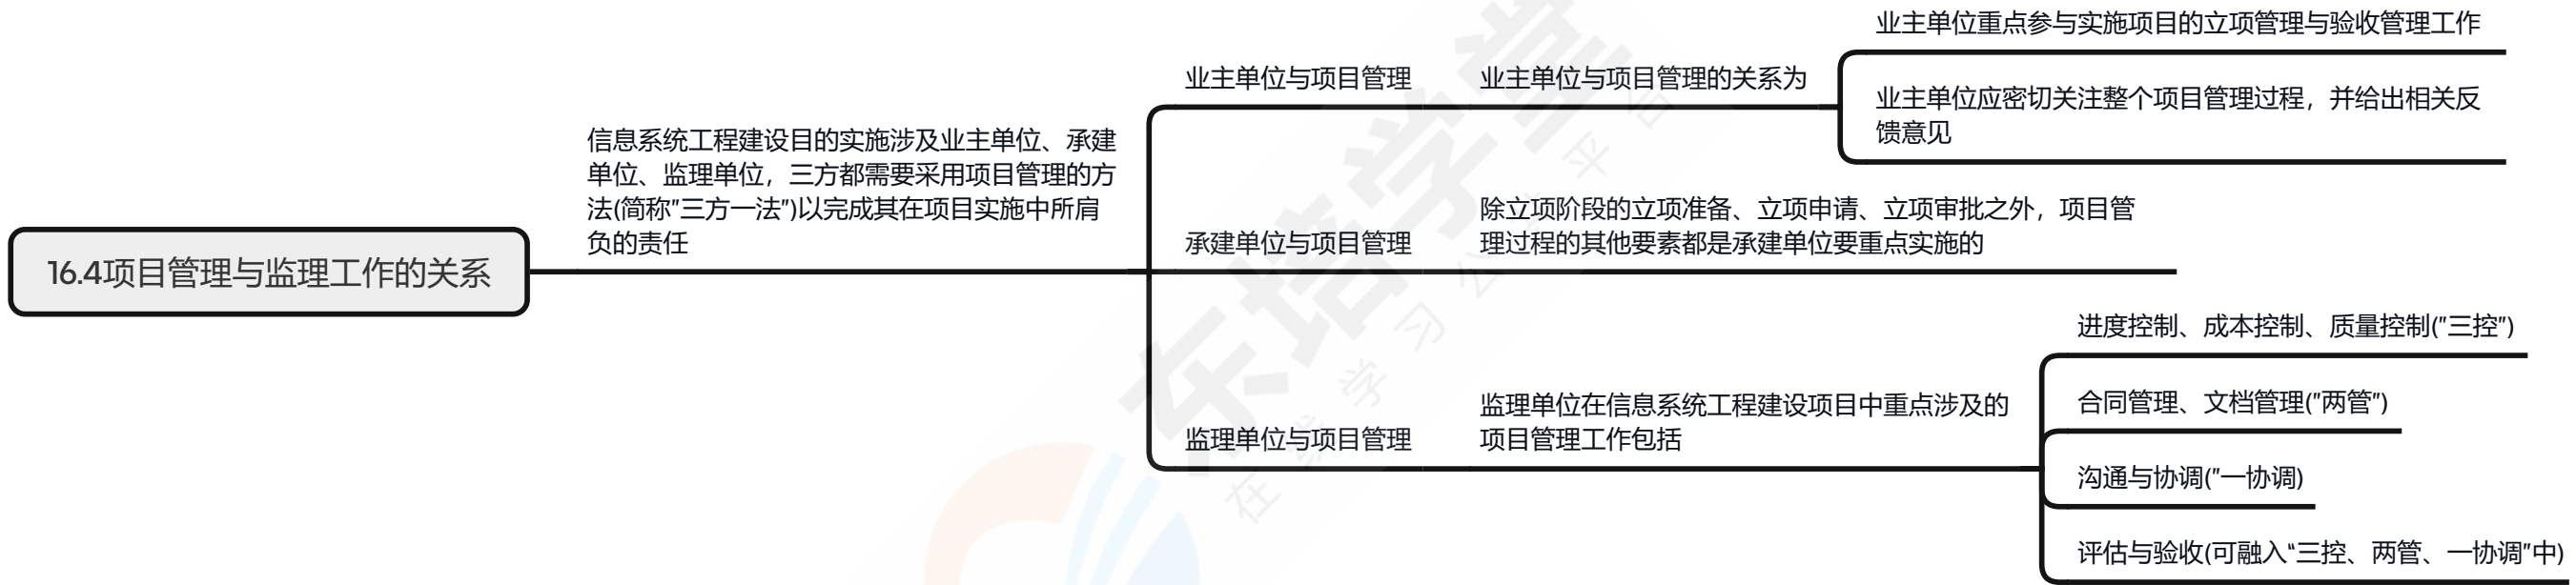 16.4项目管理与监理工作的关系
信息系统工程建设目的实施涉及业主单位、承建
单位、监理单位，三方都需要采用项目管理的方
法(简称"三方一法")以完成其在项目实施中所肩
负的责任
业主单位与项目管理
业主单位与项目管理的关系为
业主单位重点参与实施项目的立项管理与验收管理工作
业主单位应密切关注整个项目管理过程，并给出相关反
馈意见
承建单位与项目管理
除立项阶段的立项准备、立项申请、立项审批之外，项目管
理过程的其他要素都是承建单位要重点实施的
监理单位与项目管理
监理单位在信息系统工程建设项目中重点涉及的
项目管理工作包括
进度控制、成本控制、质量控制("三控")
合同管理、文档管理("两管")
沟通与协调("一协调)
评估与验收(可融入“三控、两管、一协调"中)
东塔学堂
在线学习公共平台